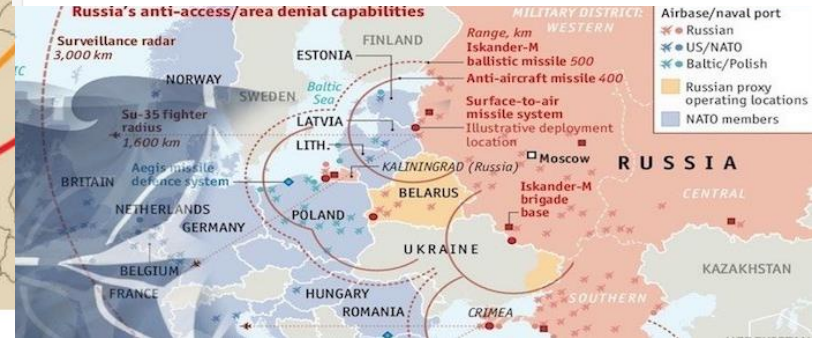 Russia's anti-access/area denial capabilities
MILITARY DISTRICT:
WESTERN
Airbase/naval port
Russian
US/NATO
Baltic/Polish
Russian proxy
operating locations
NATO members
Surveillance radar
3,000 km
FINLAND
ESTONIA
Range, km
Iskander-M
ballistic missile 500
Anti-aircraft missile 400
NORWAY
SWEDEN
Baltic
Sea
Surface-to-air
missile system
Illustrative deployment
location
Su-35 fighter
radius
1,600 km
LATVIA
LITH.
KALININGRAD (Russia)
Moscow
RUSSIA
Aegis missile
defence system
BRITAIN
BELARUS
Iskander-M
brigade
base
CENTRAL
NETHERLANDS
GERMANY
POLAND
UKRAINE
BELGIUM
KAZAKHSTAN
FRANCE
HUNGARY
ROMANIA
CRIMEA
SOUTHERN